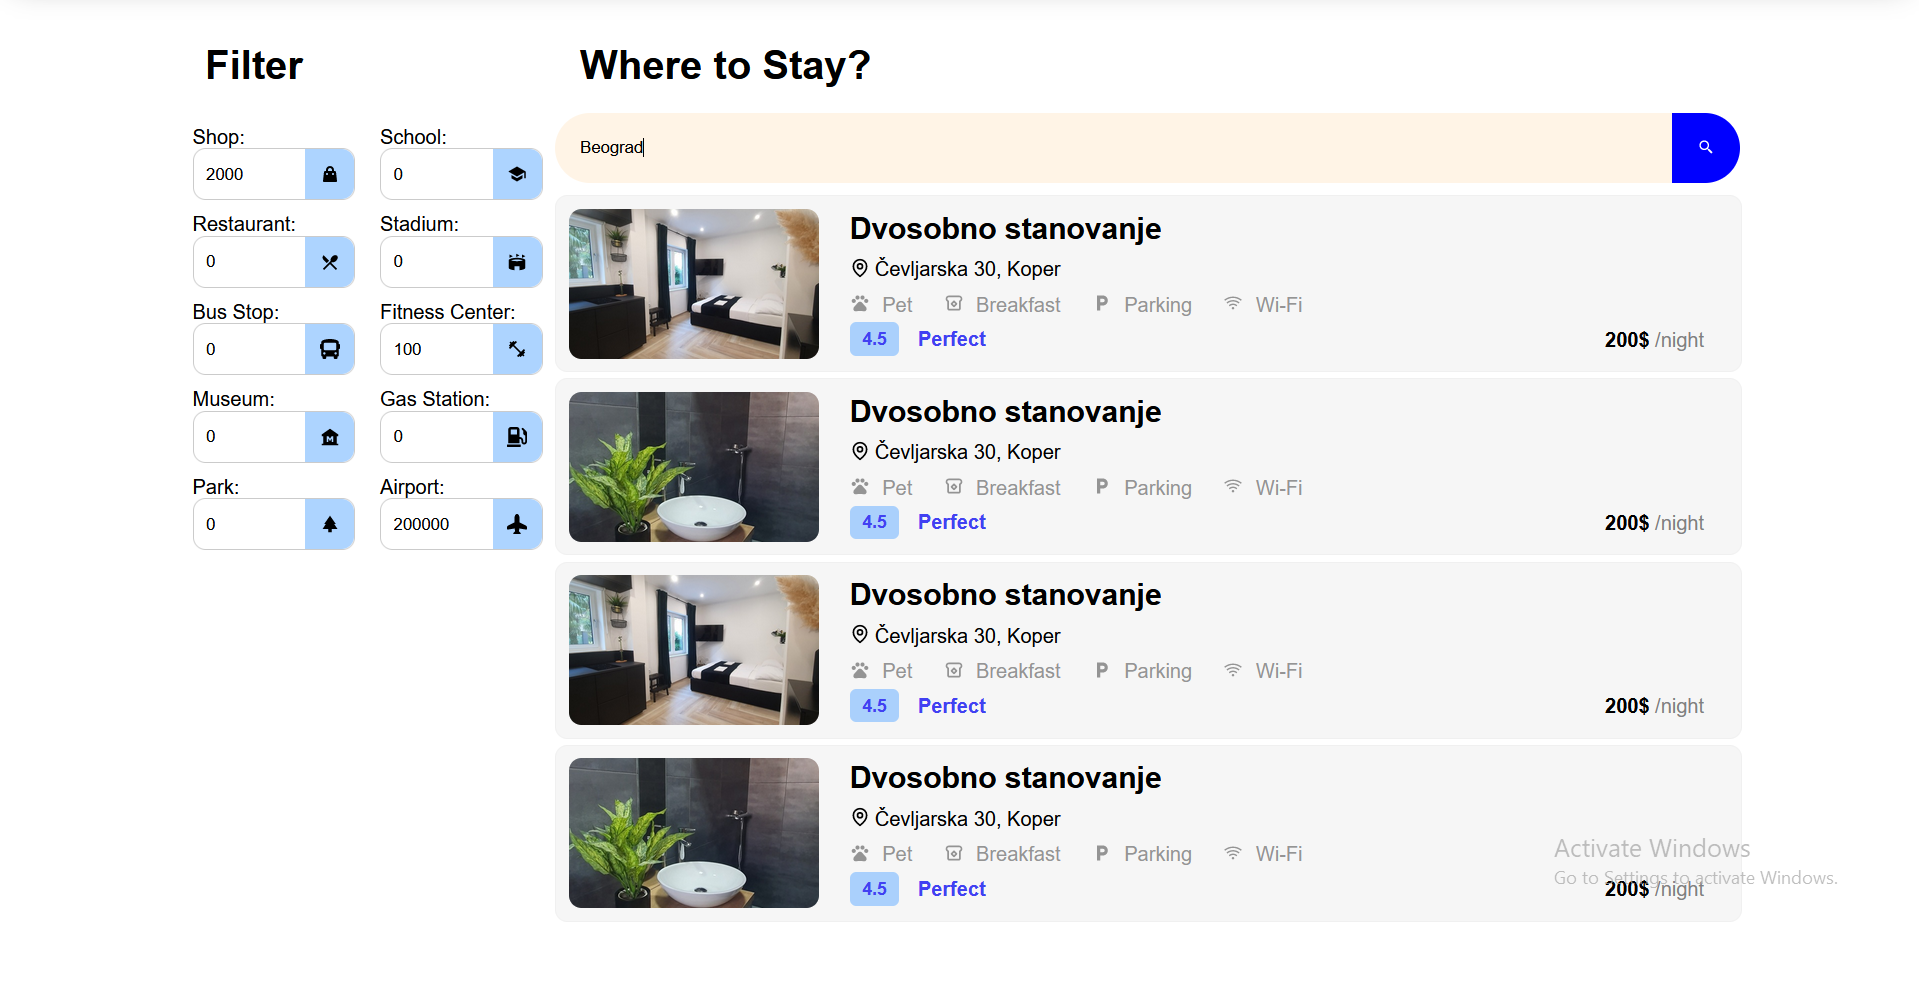 Filter
Shop:
2000
School:
0
Restaurant:
0
Stadium:
0
Bus Stop:
0
Fitness Center:
100
Museum:
0
Gas Station:
0
Park:
0
Airport:
200000
Where to Stay?
Beograd
Dvosobno stanovanje
Čevljarska 30, Koper
Pet Breakfast P Parking Wi-Fi
4.5 Perfect 200$ /night
Dvosobno stanovanje
Čevljarska 30, Koper
Pet Breakfast P Parking Wi-Fi
4.5 Perfect 200$ /night
Dvosobno stanovanje
Čevljarska 30, Koper
Pet Breakfast P Parking Wi-Fi
4.5 Perfect 200$ /night
Dvosobno stanovanje
Čevljarska 30, Koper
Pet Breakfast P Parking Wi-Fi
4.5 Perfect 200$ /night
Activate Windows
Go to Settings to activate Windows.